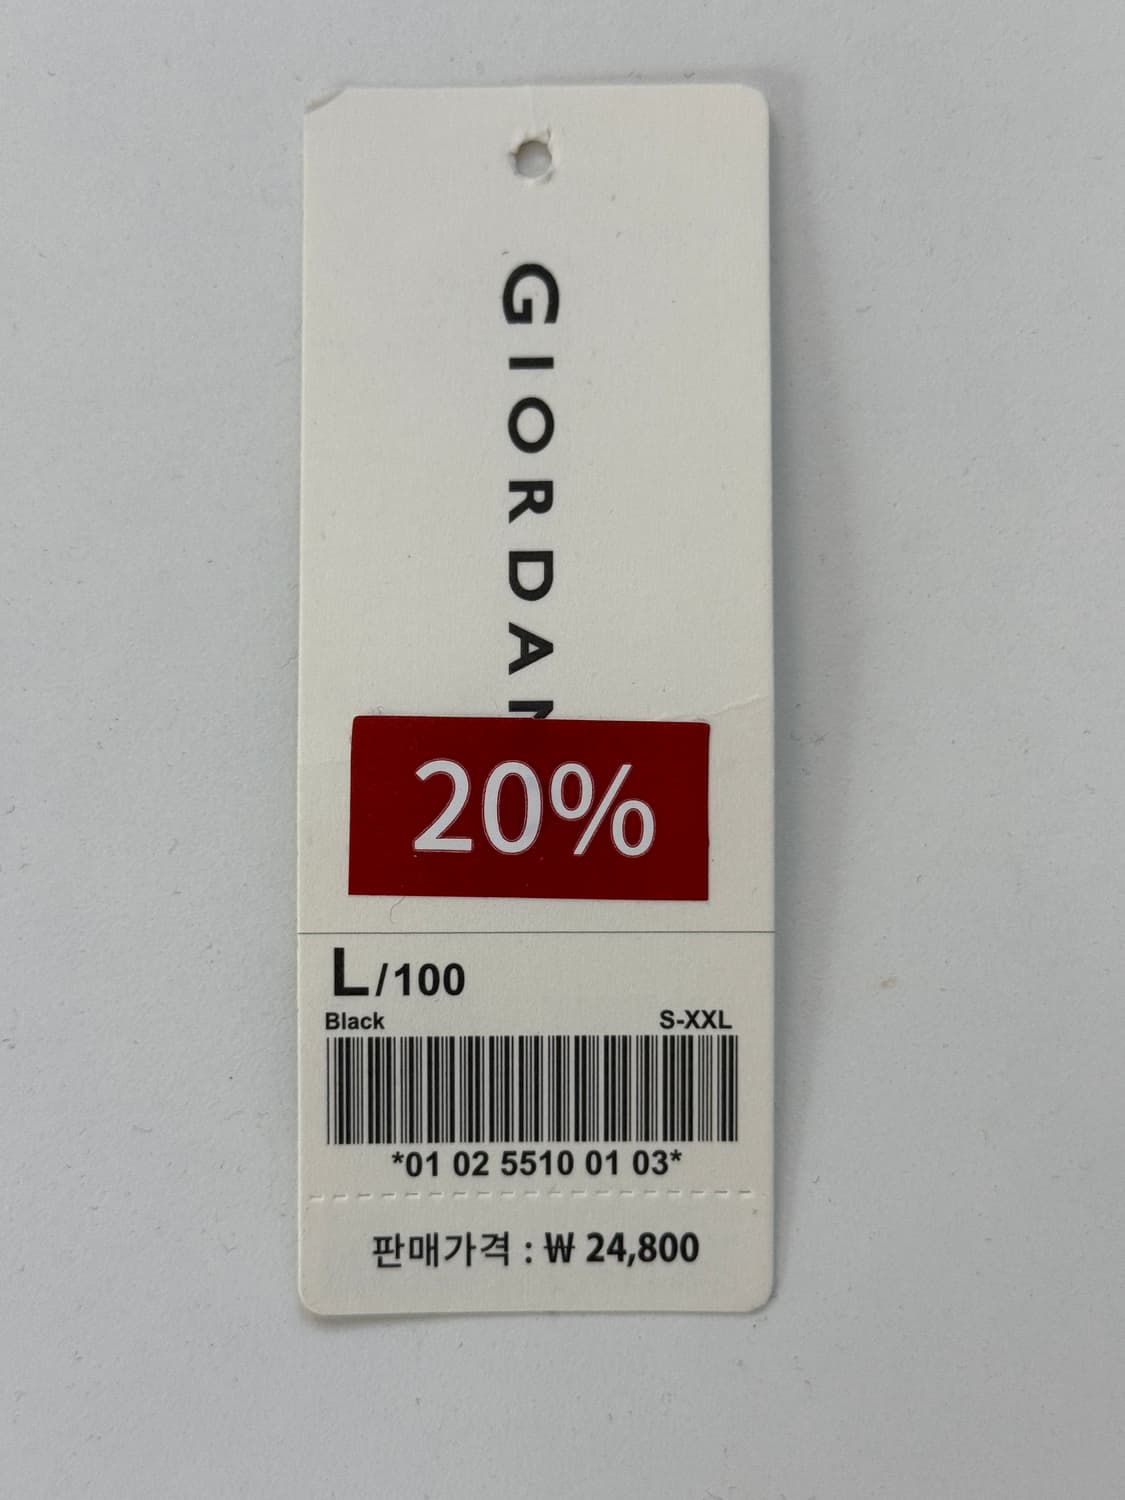 GIORDAN
20%
L/100
Black S-XXL
*01 02 5510 01 03*
판매가격 : ₩ 24,800